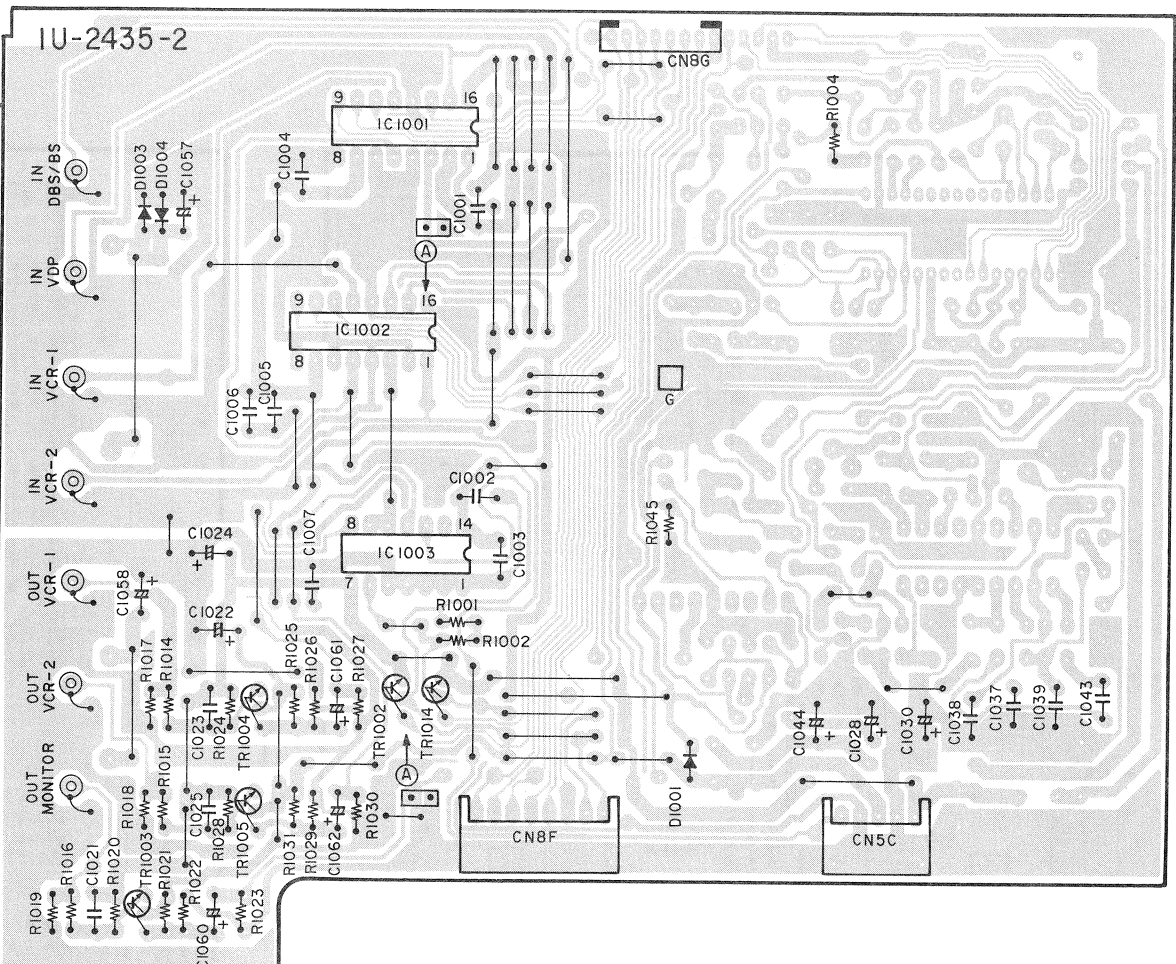 1U-2435-2
CN8G
9 16
IC1001
8 1
R1004
IN
DBS/BS
D1003
D1004
C1057
+
C1004
C1001
A
IN
VDP
9 16
IC1002
8 1
IN
VCR-1
C1006
C1005
G
IN
VCR-2
C1002
R1045
C1024
+
C1007
8 14
IC1003
7 1
C1003
OUT
VCR-1
C1058
+
C1022
+
R1001
R1002
OUT
VCR-2
R1017
R1014
C1023
R1024
TR1004
R1025
R1026
C1061
+
R1027
TR1002
TR1014
C1044
+
C1028
+
C1030
+
C1038
C1037
C1039
C1043
OUT
MONITOR
R1018
R1015
C1025
R1028
TR1005
R1031
R1029
C1062
+
R1030
A
D1001
CN8F
CN5C
R1019
R1016
C1021
R1020
TR1003
R1021
R1022
C1060
+
R1023